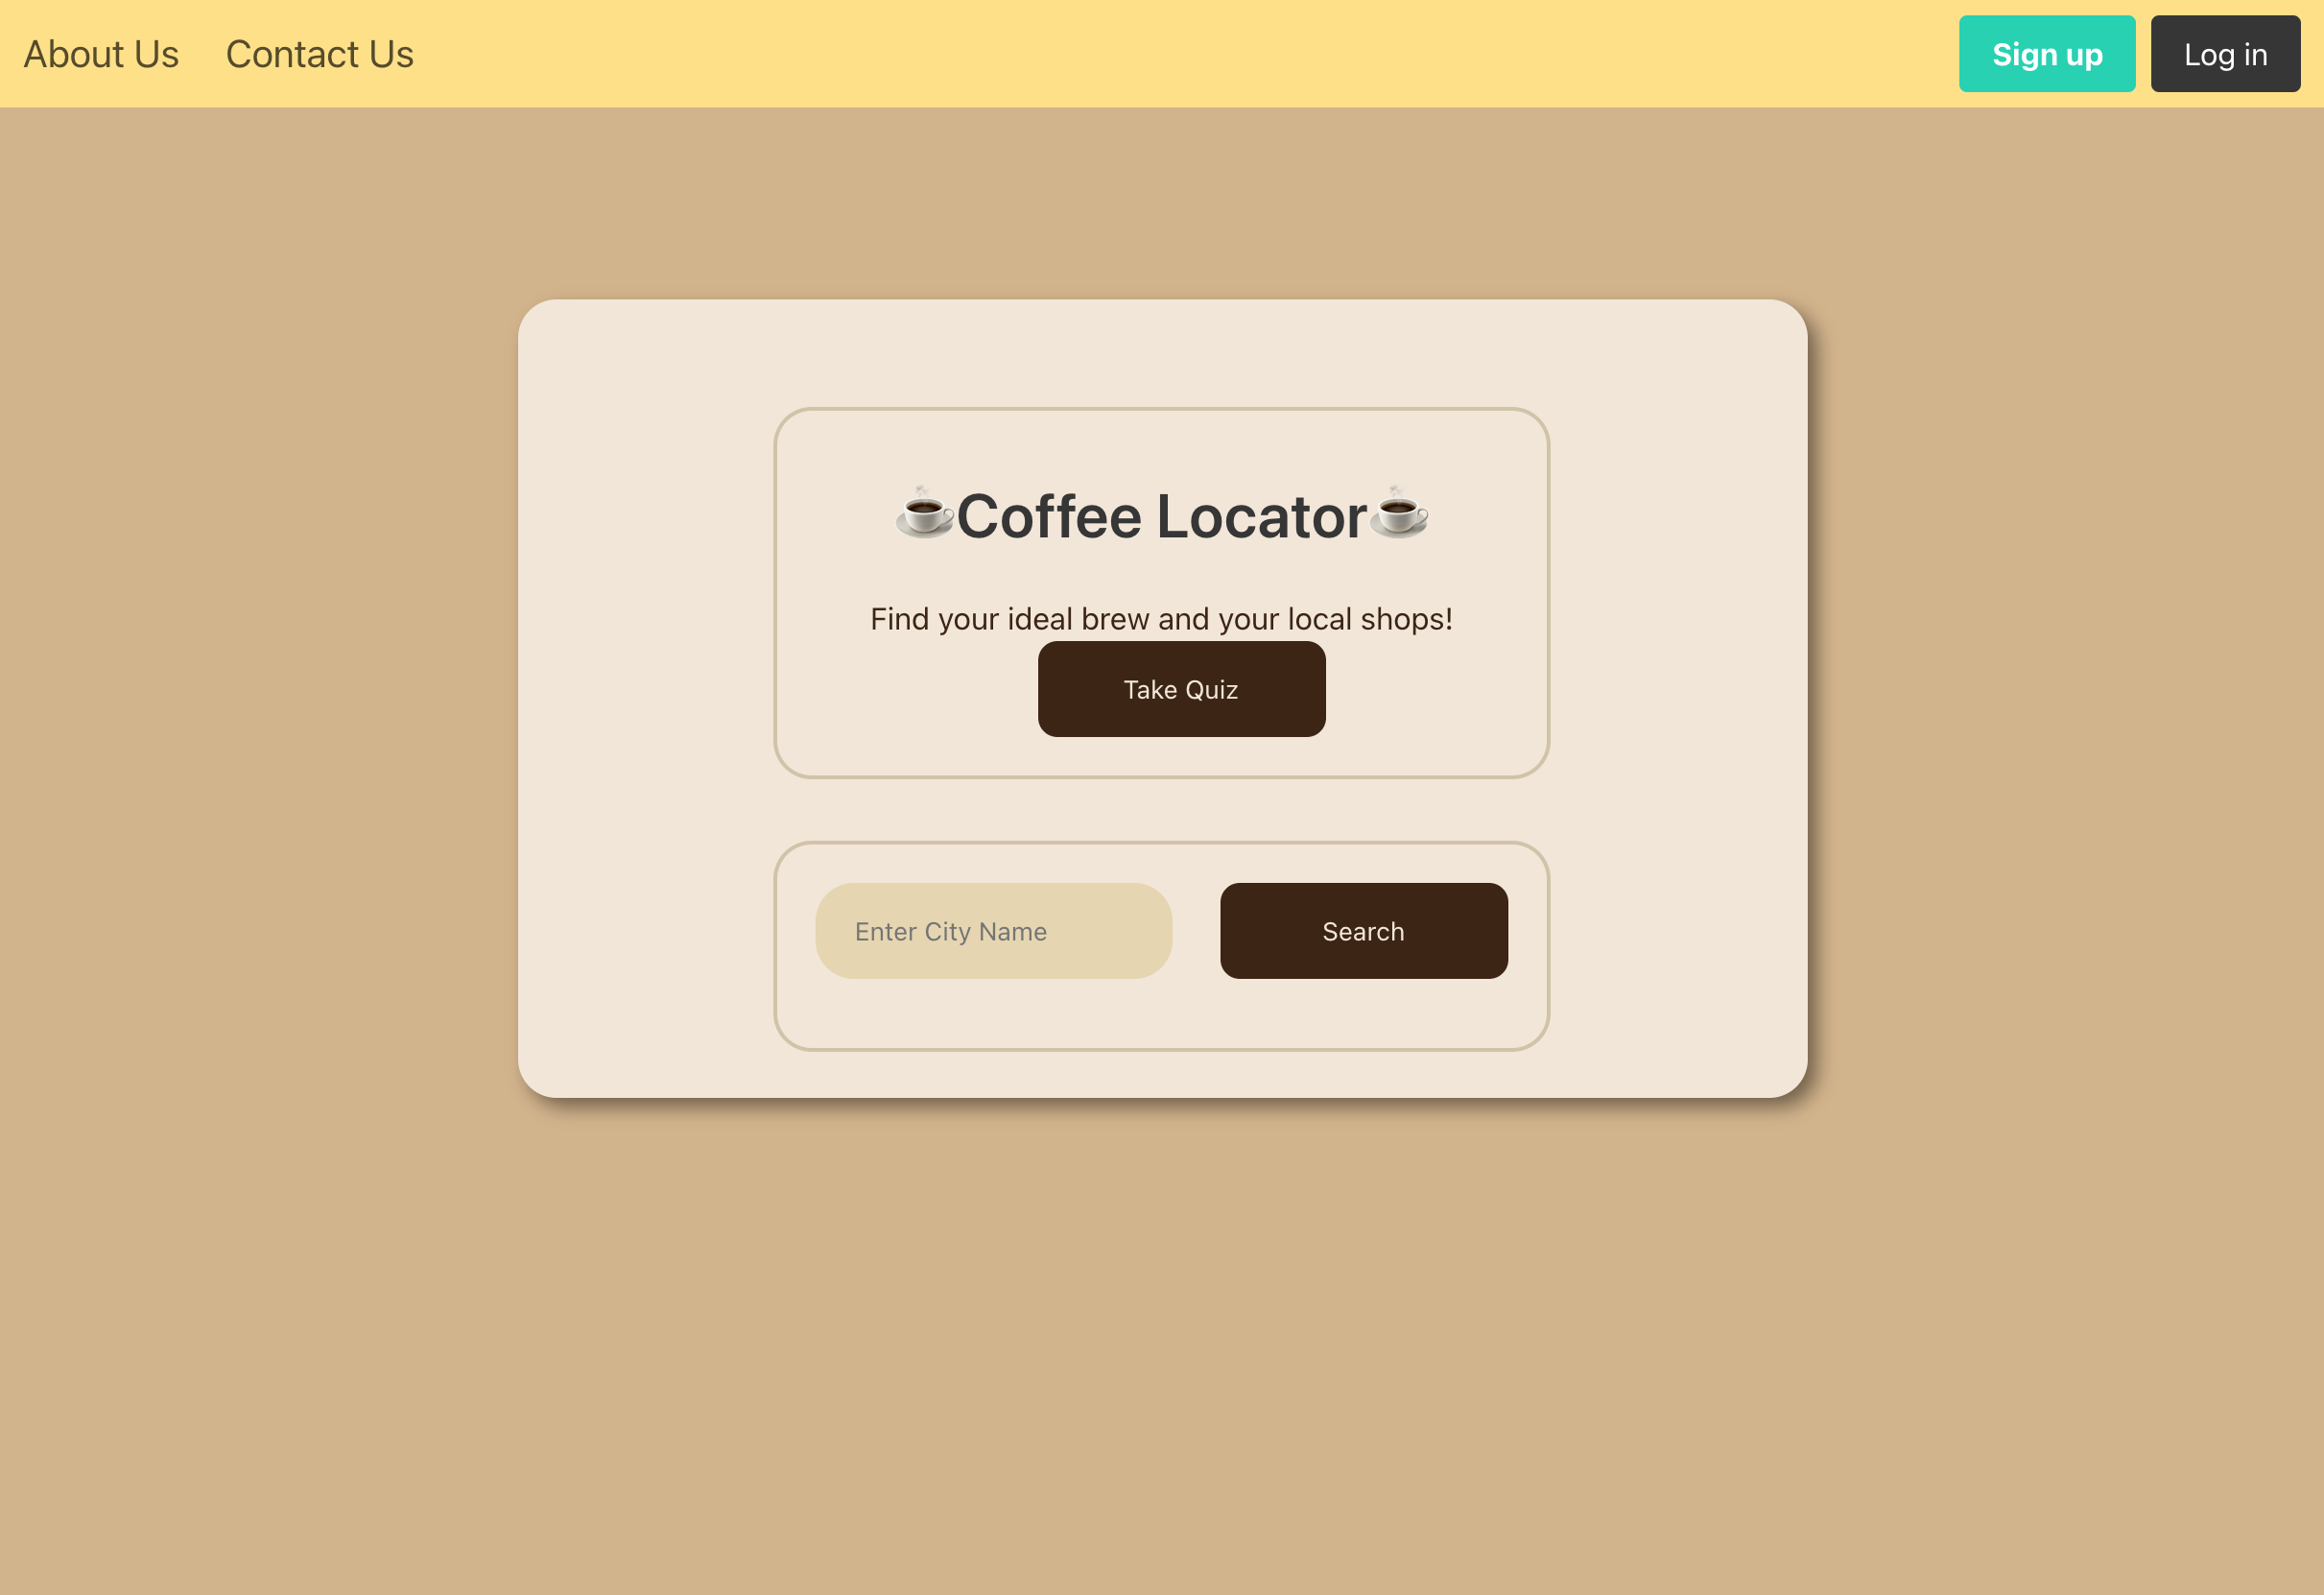 About Us Contact Us Sign up Log in
☕Coffee Locator☕
Find your ideal brew and your local shops!
Take Quiz
Enter City Name Search